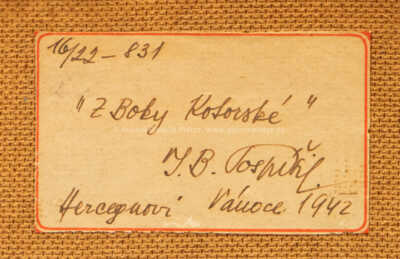 16/22-831
"Z Boky Kotorské"
J.B. Pospíšil
Hercegnovi Vánoce 1942